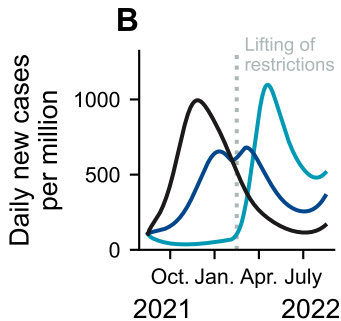 B
Lifting of
restrictions
Daily new cases
per million
1000
500
0
Oct. Jan. Apr. July
2021 2022